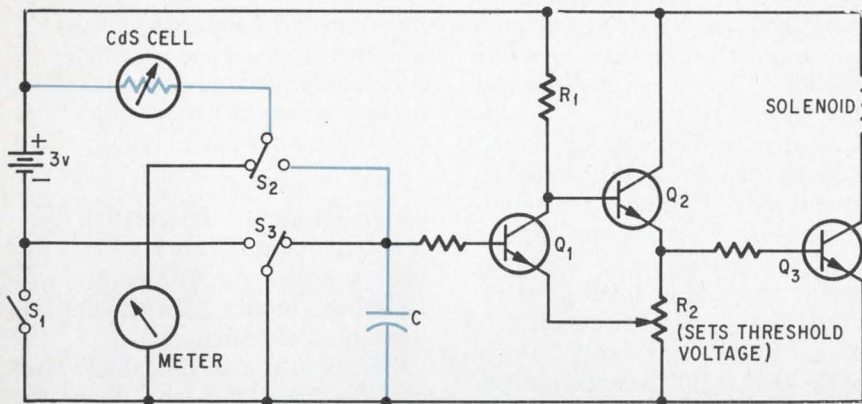 CdS CELL
R1
SOLENOID
+
3v
−
S2
Q2
S3
Q1
Q3
S1
R2
C
(SETS THRESHOLD
METER
VOLTAGE)